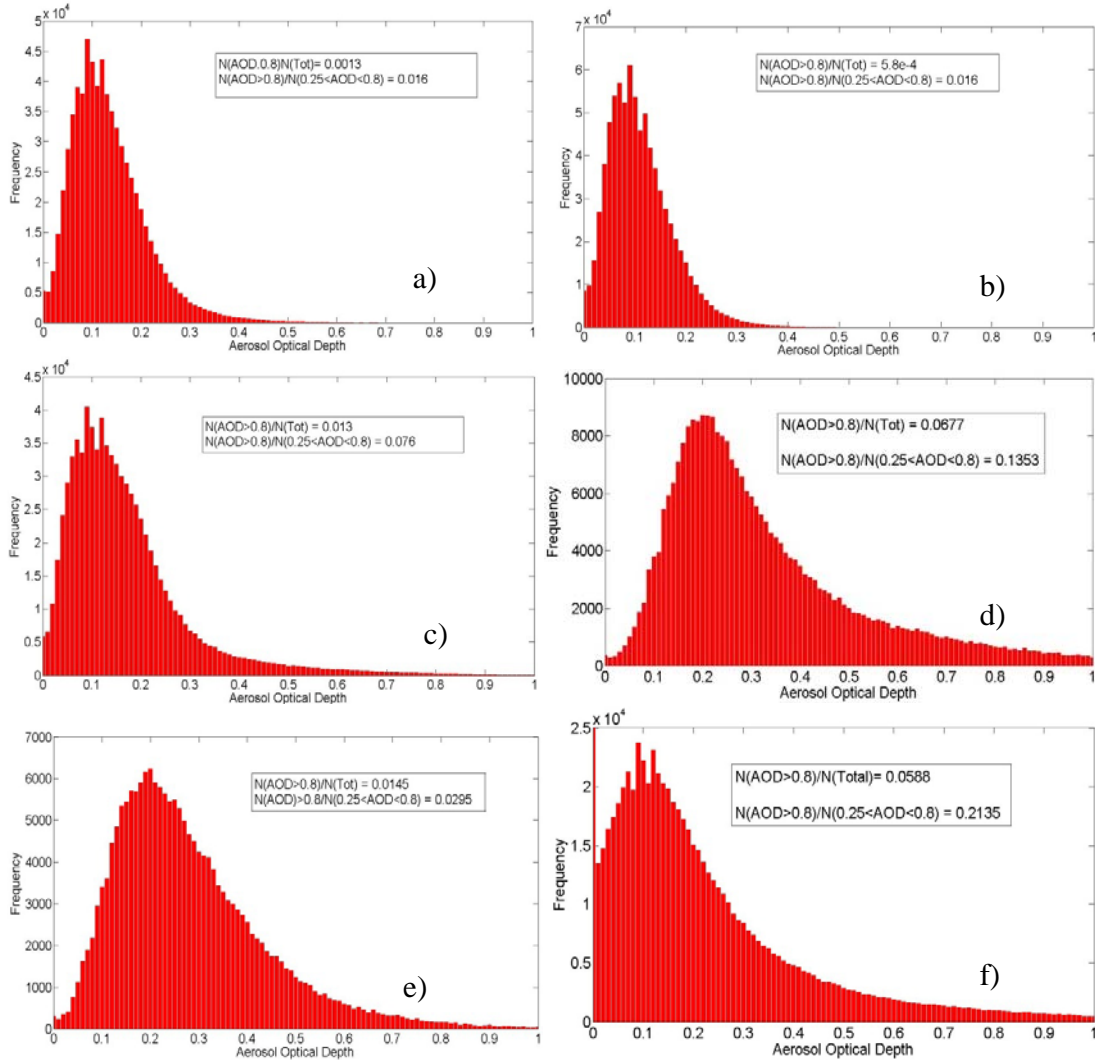 x 10^4
5
4.5
4
3.5
3
2.5
2
1.5
1
0.5
0
Frequency
N(AOD.0.8)N(Tot)= 0.0013
N(AOD>0.8)/N(0.25<AOD<0.8) = 0.016
a)
0 0.1 0.2 0.3 0.4 0.5 0.6 0.7 0.8 0.9 1
Aerosol Optical Depth
x 10^4
7
6
5
4
3
2
1
0
Frequency
N(AOD>0.8)/N(Tot) = 5.8e-4
N(AOD>0.8)/N(0.25<AOD<0.8) = 0.016
b)
0 0.1 0.2 0.3 0.4 0.5 0.6 0.7 0.8 0.9 1
Aerosol Optical Depth
x 10^4
4.5
4
3.5
3
2.5
2
1.5
1
0.5
0
Frequency
N(AOD>0.8)/N(Tot) = 0.013
N(AOD>0.8)/N(0.25<AOD<0.8) = 0.076
c)
0 0.1 0.2 0.3 0.4 0.5 0.6 0.7 0.8 0.9 1
Aerosol Optical Depth
10000
8000
6000
4000
2000
0
Frequency
N(AOD>0.8)/N(Tot) = 0.0677
N(AOD>0.8)/N(0.25<AOD<0.8) = 0.1353
d)
0 0.1 0.2 0.3 0.4 0.5 0.6 0.7 0.8 0.9 1
Aerosol Optical Depth
7000
6000
5000
4000
3000
2000
1000
0
Frequency
N(AOD>0.8)/N(Tot) = 0.0145
N(AOD)>0.8/N(0.25<AOD<0.8) = 0.0295
e)
0 0.1 0.2 0.3 0.4 0.5 0.6 0.7 0.8 0.9 1
Aerosol Optical Depth
x 10^4
2.5
2
1.5
1
0.5
0
Frequency
N(AOD>0.8)/N(Total)= 0.0588
N(AOD>0.8)/N(0.25<AOD<0.8) = 0.2135
f)
0 0.1 0.2 0.3 0.4 0.5 0.6 0.7 0.8 0.9 1
Aerosol Optical Depth